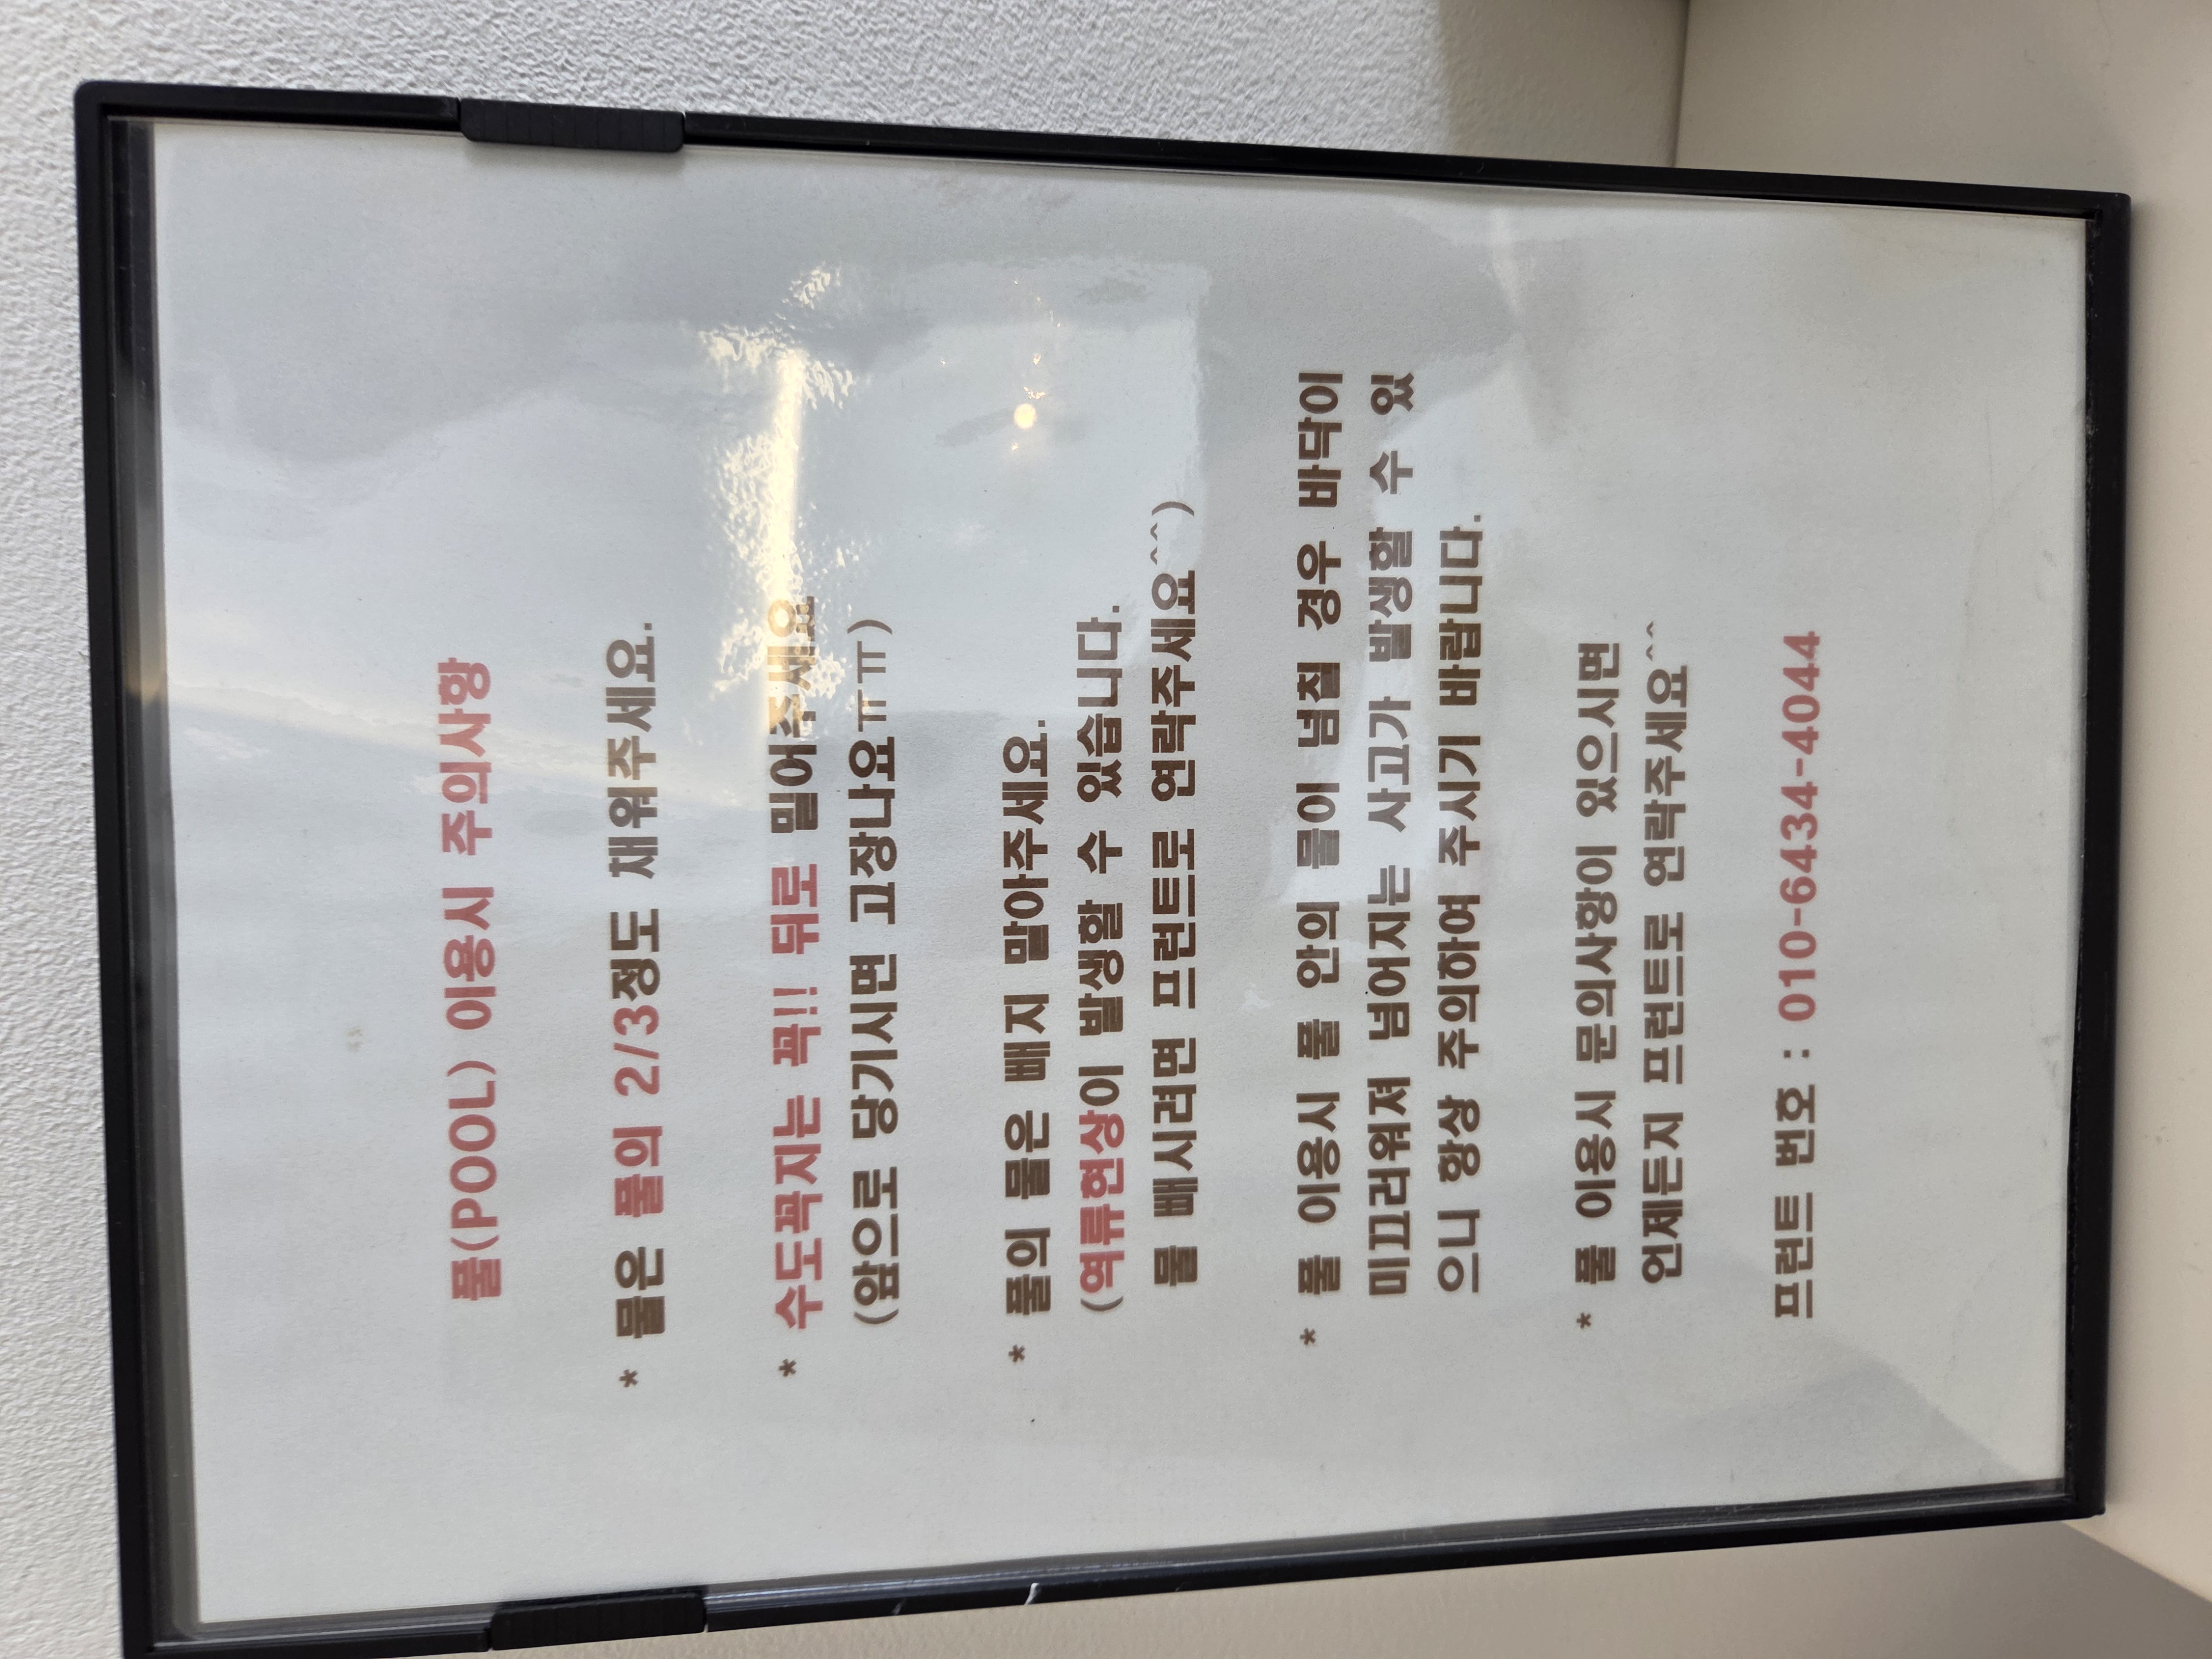 풀(POOL) 이용시 주의사항
* 물은 풀의 2/3정도 채워주세요.
* 수도꼭지는 꼭!! 뒤로 밀어주세요
(앞으로 당기시면 고장나요ㅠㅠ)
* 풀의 물은 빼지 말아주세요.
(역류현상이 발생할 수 있습니다.
물 빼시려면 프런트로 연락주세요^^)
* 풀 이용시 풀 안의 물이 넘칠 경우 바닥이
미끄러워져 넘어지는 사고가 발생할 수 있
으니 항상 주의하여 주시기 바랍니다.
* 풀 이용시 문의사항이 있으시면
언제든지 프런트로 연락주세요^^
프런트 번호 : 010-6434-4044